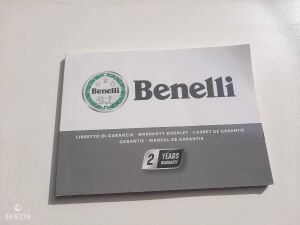 Benelli
Benelli
LIBRETTO DI GARANZIA - WARRANTY BOOKLET - CARNET DE GARANTIE
GARANTIE - MANUAL DE GARANTIA
2 YEARS
WARRANTY
BENZIN